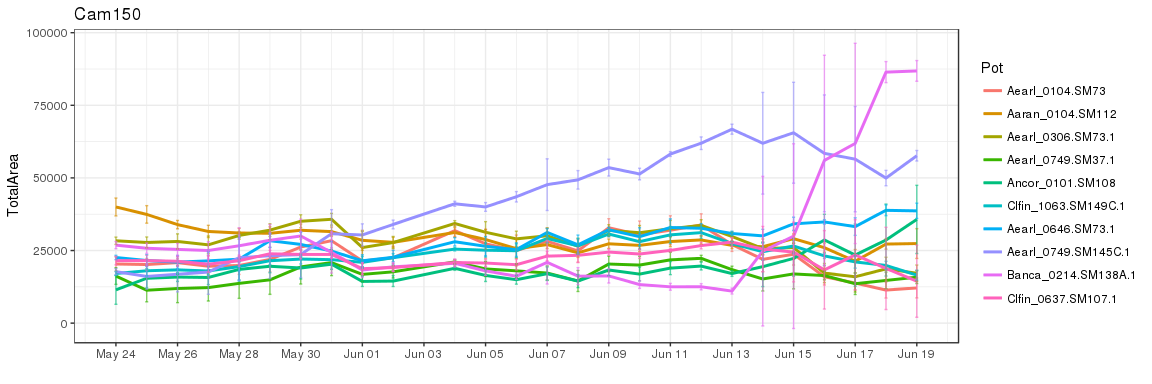 Cam150
TotalArea
100000
75000
50000
25000
0
May 24 May 26 May 28 May 30 Jun 01 Jun 03 Jun 05 Jun 07 Jun 09 Jun 11 Jun 13 Jun 15 Jun 17 Jun 19
Pot
Aearl_0104.SM73
Aaran_0104.SM112
Aearl_0306.SM73.1
Aearl_0749.SM37.1
Ancor_0101.SM108
Clfin_1063.SM149C.1
Aearl_0646.SM73.1
Aearl_0749.SM145C.1
Banca_0214.SM138A.1
Clfin_0637.SM107.1